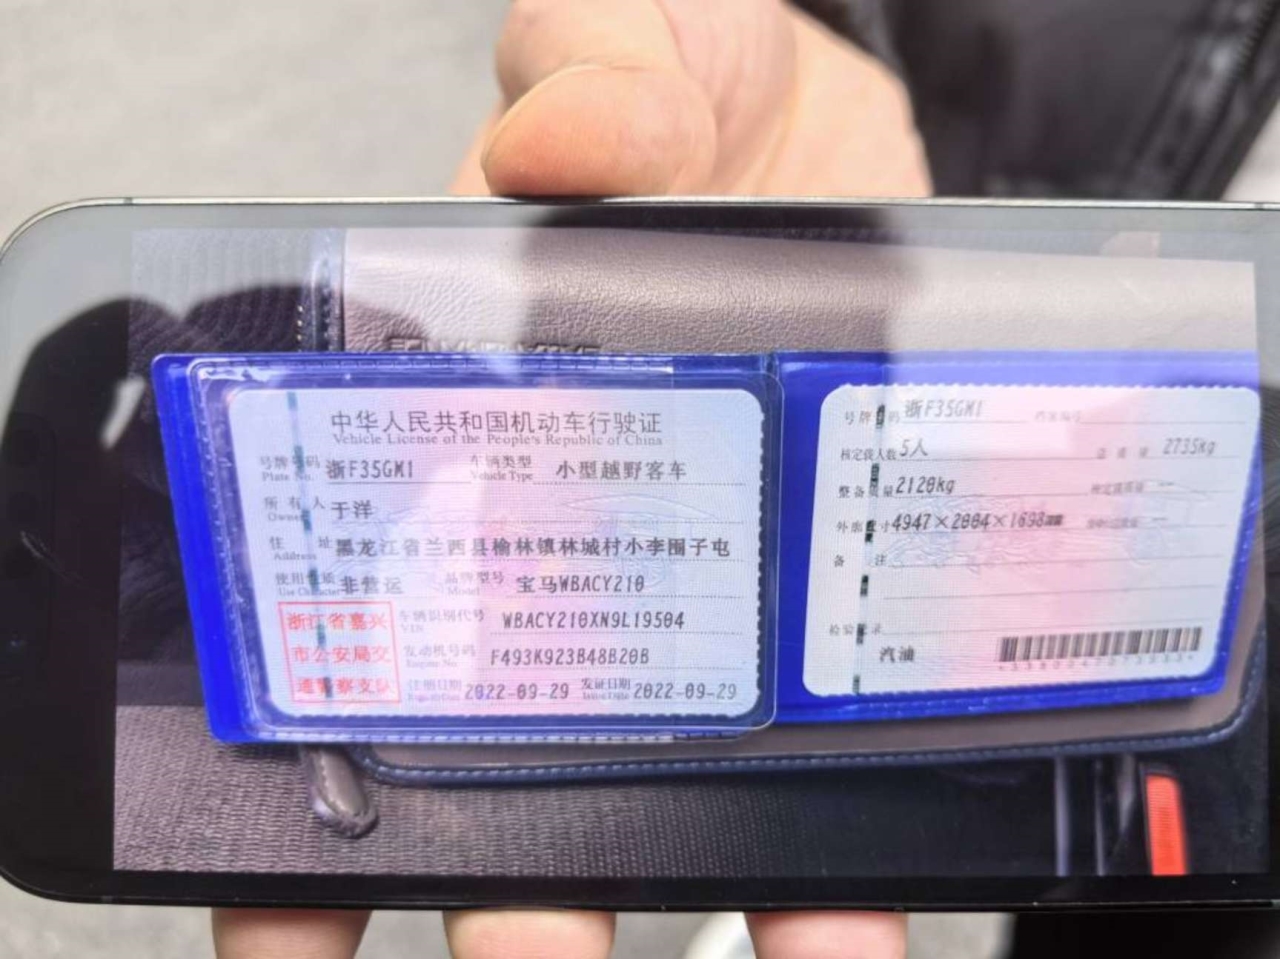 中华人民共和国机动车行驶证
Vehicle License of the People's Republic of China
号牌号码 浙F35GM1 车辆类型 小型越野客车
Plate No. Vehicle Type
所有人 于洋
Owner
住址 黑龙江省兰西县榆林镇林城村小李围子屯
Address
使用性质 非营运 品牌型号 宝马WBACY210
Use Character Model
浙江省嘉兴
市公安局交
通警察支队
车辆识别代号 WBACY210XN9L19504
VIN
发动机号码 F493K923B48B20B
Engine No.
注册日期 2022-09-29 发证日期 2022-09-29
Issue Date
号牌号码 浙F35GM1 档案编号
核定载人数 5人 总质量 2735kg
整备质量 2120kg 核定载质量 --
外廓尺寸 4947×2004×1698mm
备注
检验记录
汽油